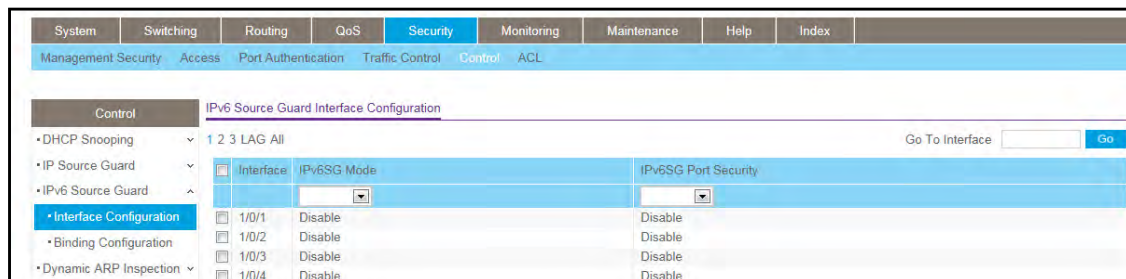 System Switching Routing QoS Security Monitoring Maintenance Help Index
Management Security Access Port Authentication Traffic Control Control ACL
Control
DHCP Snooping
IP Source Guard
IPv6 Source Guard
Interface Configuration
Binding Configuration
Dynamic ARP Inspection
IPv6 Source Guard Interface Configuration
1 2 3 LAG All Go To Interface Go
Interface IPv6SG Mode IPv6SG Port Security
1/0/1 Disable Disable
1/0/2 Disable Disable
1/0/3 Disable Disable
1/0/4 Disable Disable